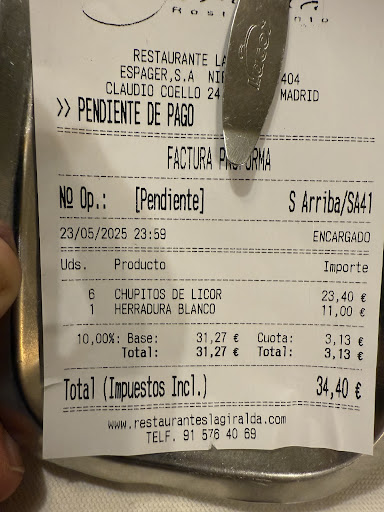 RESTAURANTE LA
ESPAGER,S.A 404
CLAUDIO COELLO 24 MADRID
>> PENDIENTE DE PAGO
FACTURA PROFORMA
Nº Op.: [Pendiente] S Arriba/SA41
23/05/2025 23:59 ENCARGADO
Uds. Producto Importe
6 CHUPITOS DE LICOR 23,40 €
1 HERRADURA BLANCO 11,00 €
10,00%: Base: 31,27 € Cuota: 3,13 €
Total: 31,27 € Total: 3,13 €
Total (Impuestos Incl.) 34,40 €
www.restauranteslagiralda.com
TELF. 91 576 40 69